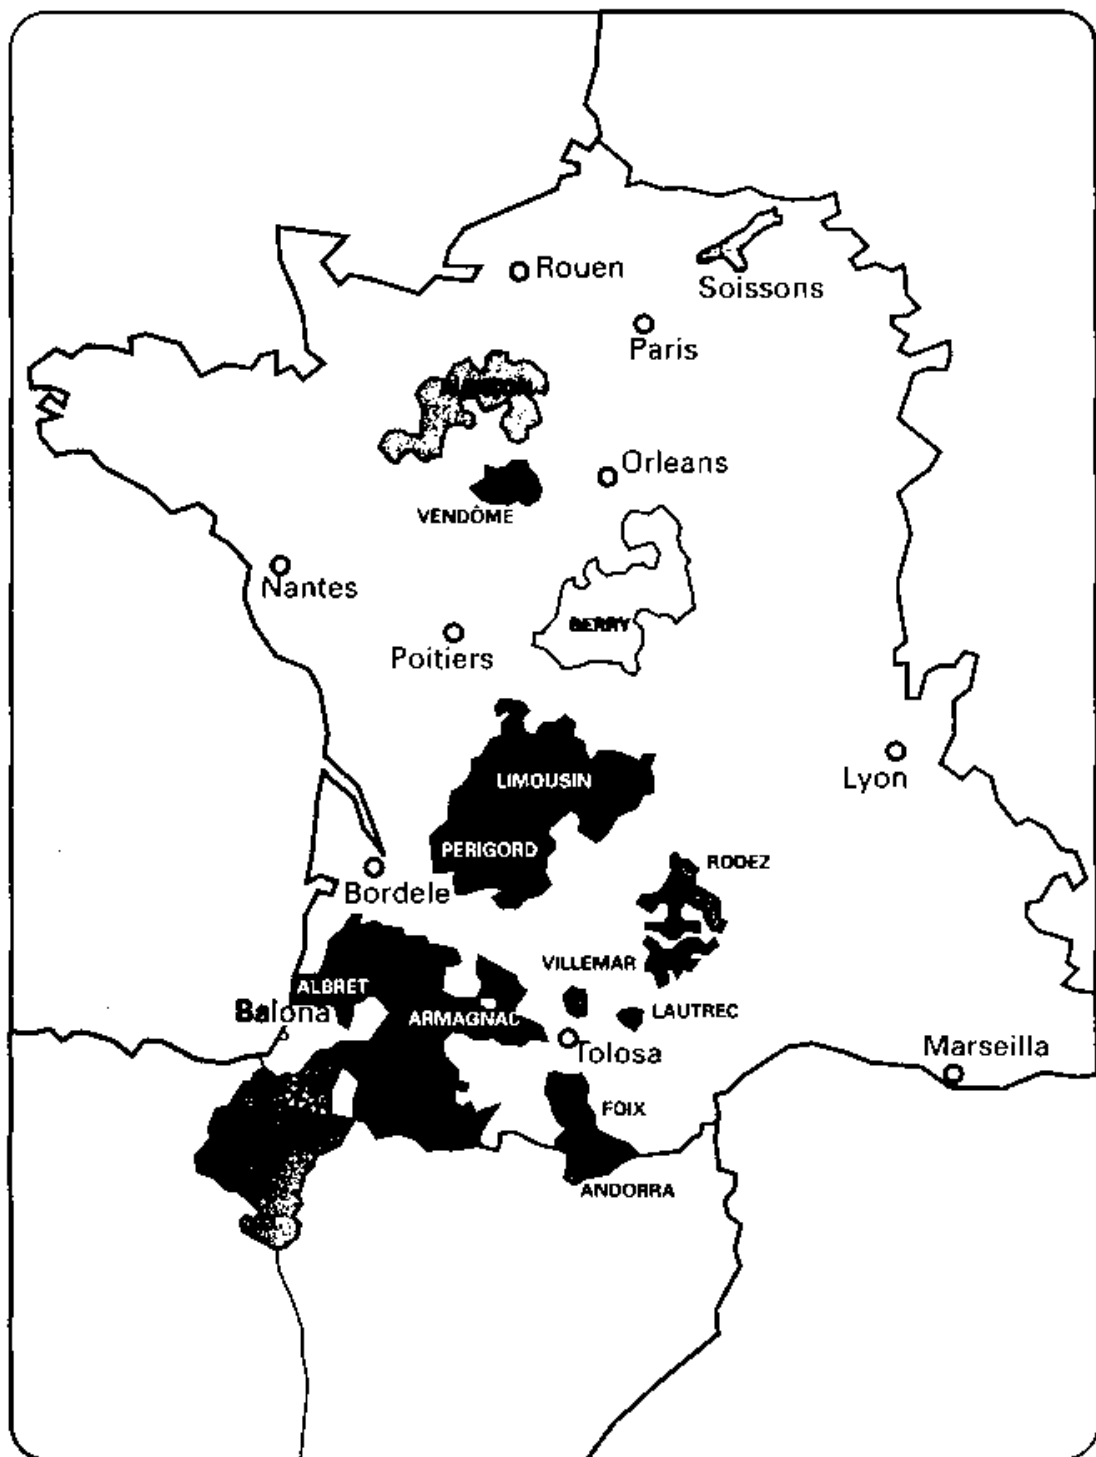 Rouen
Soissons
Paris
Orleans
VENDÔME
Nantes
BERRY
Poitiers
LIMOUSIN
Lyon
PERIGORD
RODEZ
Bordele
VILLEMAR
ALBRET
LAUTREC
Balona
ARMAGNAC
Tolosa
Marseilla
FOIX
ANDORRA